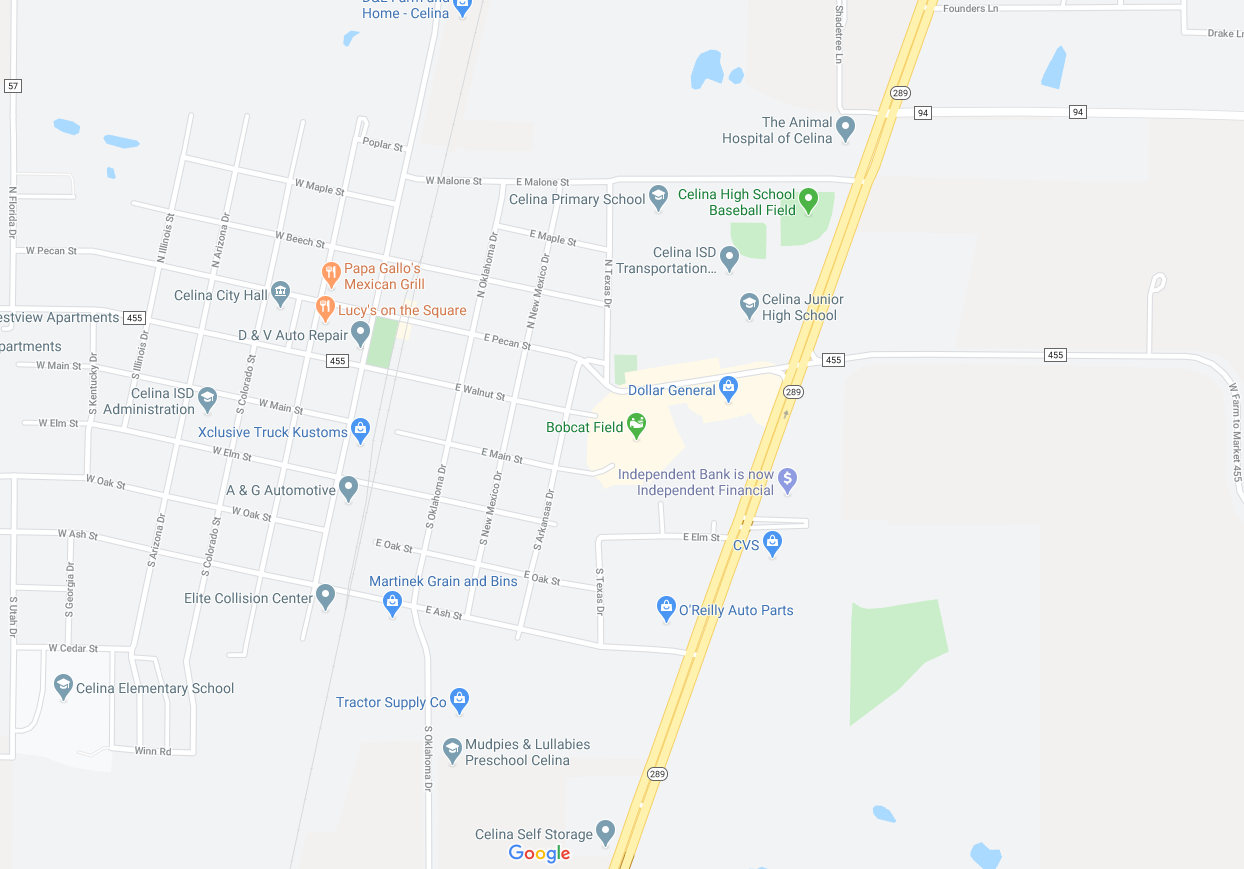 D&L Farm and
Home - Celina
Founders Ln
Shadetree Ln
Drake Ln
57
289
94
94
The Animal
Hospital of Celina
Poplar St
W Malone St
E Malone St
W Maple St
Celina Primary School
Celina High School
Baseball Field
N Florida Dr
N Illinois St
N Arizona Dr
W Beech St
E Maple St
W Pecan St
N Oklahoma Dr
N New Mexico Dr
N Texas Dr
Celina ISD
Transportation...
Papa Gallo's
Mexican Grill
Celina City Hall
Lucy's on the Square
Celina Junior
High School
estview Apartments
455
partments
D & V Auto Repair
E Pecan St
455
455
455
W Main St
S Kentucky Dr
S Illinois Dr
S Colorado St
E Walnut St
Dollar General
289
Celina ISD
Administration
W Main St
W Farm to Market 455
W Elm St
Xclusive Truck Kustoms
Bobcat Field
W Elm St
E Main St
Independent Bank is now
Independent Financial
W Oak St
A & G Automotive
S Oklahoma Dr
S New Mexico Dr
S Arkansas Dr
W Oak St
W Ash St
S Arizona Dr
S Colorado St
E Elm St
CVS
E Oak St
E Oak St
S Georgia Dr
S Utah Dr
S Texas Dr
Martinek Grain and Bins
Elite Collision Center
E Ash St
O'Reilly Auto Parts
W Cedar St
Celina Elementary School
Tractor Supply Co
S Oklahoma Dr
Winn Rd
Mudpies & Lullabies
Preschool Celina
289
Celina Self Storage
Google